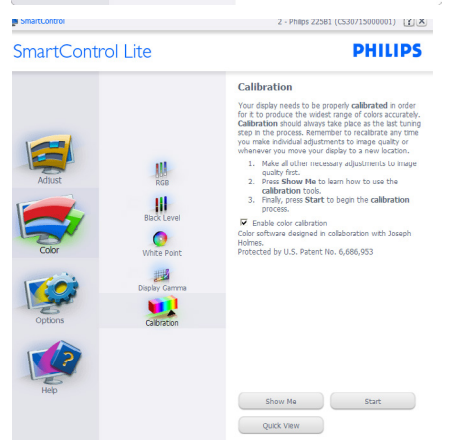 SmartControl
2 - Philips 225B1 (CS30715000001)
SmartControl Lite
PHILIPS
Adjust
Color
Options
Help
RGB
Black Level
White Point
Display Gamma
Calibration
Calibration
Your display needs to be properly calibrated in order
for it to produce the widest range of colors accurately.
Calibration should always take place as the last tuning
step in the process. Remember to recalibrate any time
you make individual adjustments to image quality or
whenever you move your display to a new location.
1. Make all other necessary adjustments to image
quality first.
2. Press Show Me to learn how to use the
calibration tools.
3. Finally, press Start to begin the calibration
process.
Enable color calibration
Color software designed in collaboration with Joseph
Holmes.
Protected by U.S. Patent No. 6,686,953
Show Me
Start
Quick View